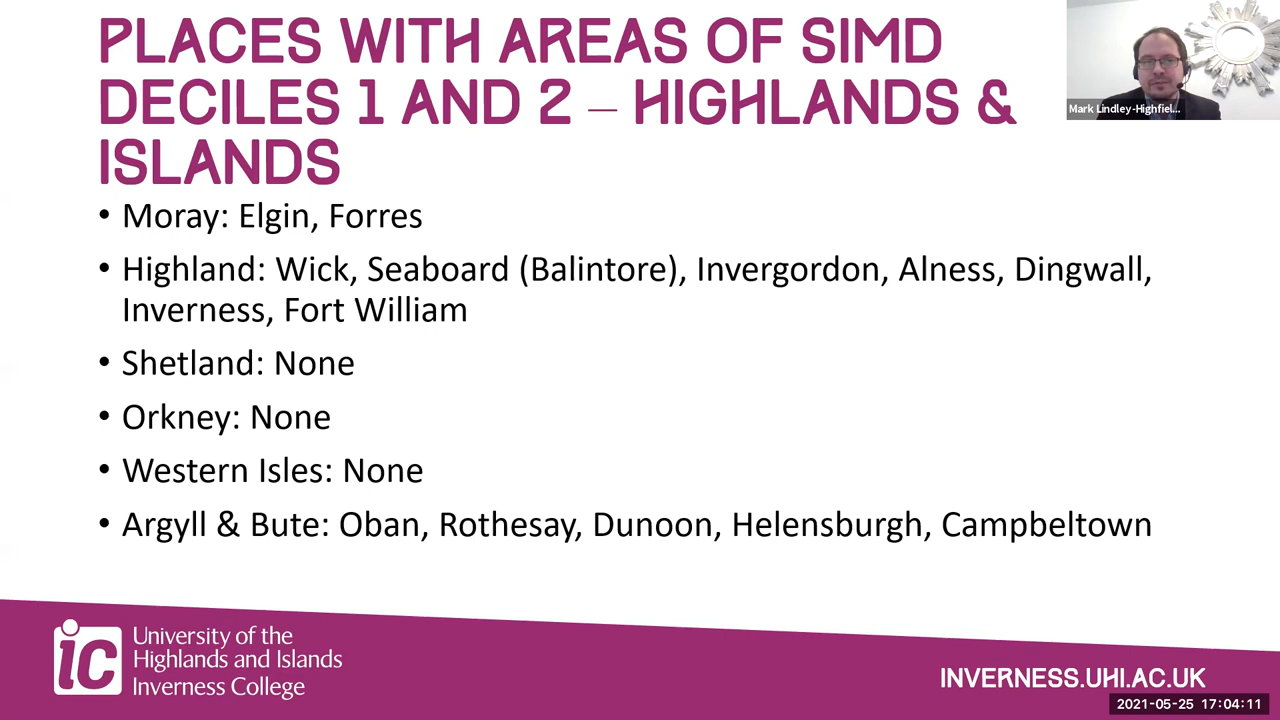 PLACES WITH AREAS OF SIMD
DECILES 1 AND 2 – HIGHLANDS &
ISLANDS
Mark Lindley-Highfiel...
• Moray: Elgin, Forres
• Highland: Wick, Seaboard (Balintore), Invergordon, Alness, Dingwall,
Inverness, Fort William
• Shetland: None
• Orkney: None
• Western Isles: None
• Argyll & Bute: Oban, Rothesay, Dunoon, Helensburgh, Campbeltown
ic
University of the
Highlands and Islands
Inverness College
INVERNESS.UHI.AC.UK
2021-05-25 17:04:11